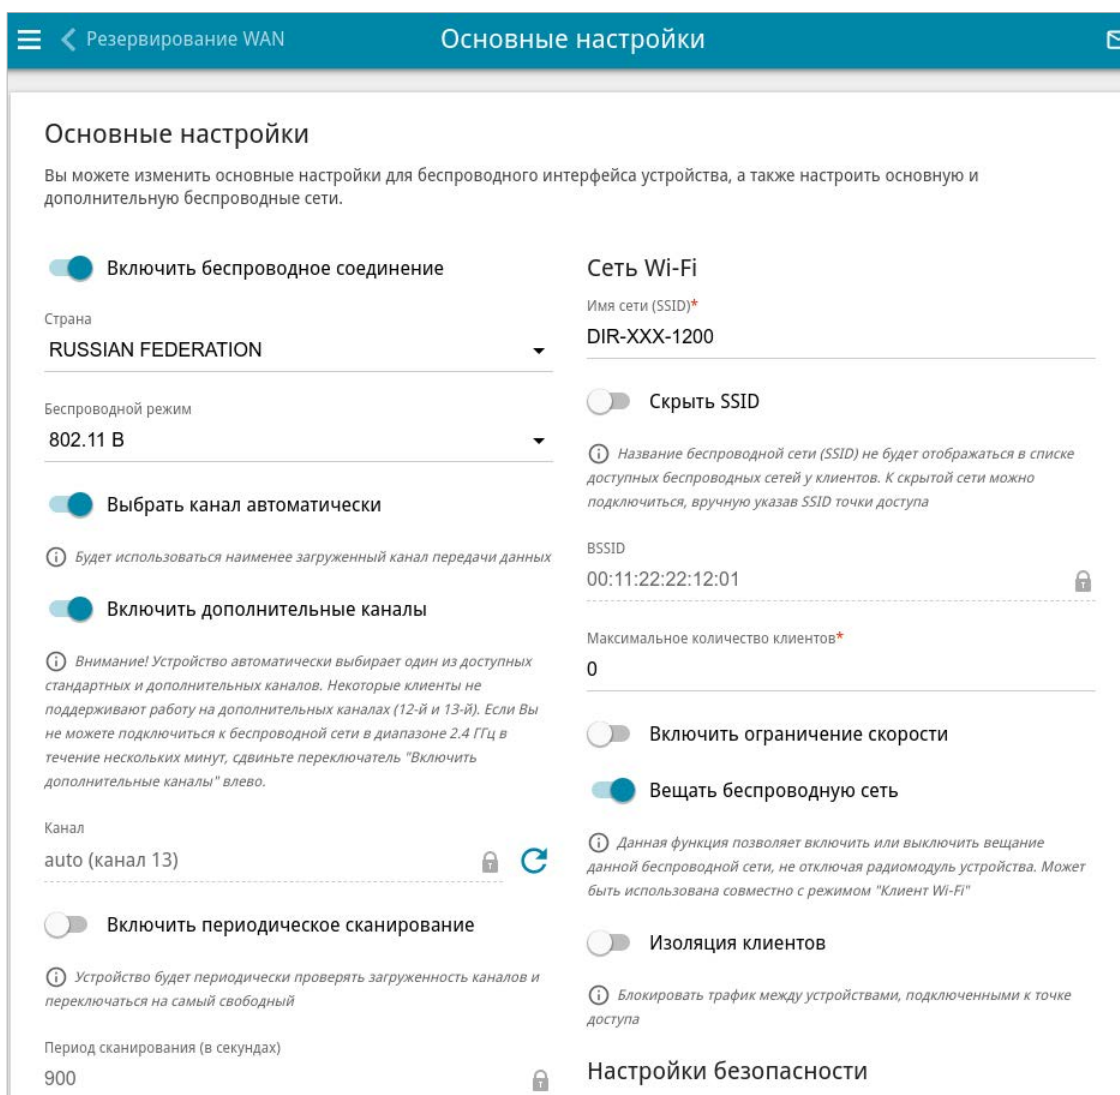 Резервирование WAN
Основные настройки
Основные настройки
Вы можете изменить основные настройки для беспроводного интерфейса устройства, а также настроить основную и
дополнительную беспроводные сети.
Включить беспроводное соединение
Страна
RUSSIAN FEDERATION
Беспроводной режим
802.11 B
Выбрать канал автоматически
Будет использоваться наименее загруженный канал передачи данных
Включить дополнительные каналы
Внимание! Устройство автоматически выбирает один из доступных
стандартных и дополнительных каналов. Некоторые клиенты не
поддерживают работу на дополнительных каналах (12-й и 13-й). Если Вы
не можете подключиться к беспроводной сети в диапазоне 2.4 ГГц в
течение нескольких минут, сдвиньте переключатель "Включить
дополнительные каналы" влево.
Канал
auto (канал 13)
Включить периодическое сканирование
Устройство будет периодически проверять загруженность каналов и
переключаться на самый свободный
Период сканирования (в секундах)
900
Сеть Wi-Fi
Имя сети (SSID)*
DIR-XXX-1200
Скрыть SSID
Название беспроводной сети (SSID) не будет отображаться в списке
доступных беспроводных сетей у клиентов. К скрытой сети можно
подключиться, вручную указав SSID точки доступа
BSSID
00:11:22:22:12:01
Максимальное количество клиентов*
0
Включить ограничение скорости
Вещать беспроводную сеть
Данная функция позволяет включить или выключить вещание
данной беспроводной сети, не отключая радиомодуль устройства. Может
быть использована совместно с режимом "Клиент Wi-Fi"
Изоляция клиентов
Блокировать трафик между устройствами, подключенными к точке
доступа
Настройки безопасности